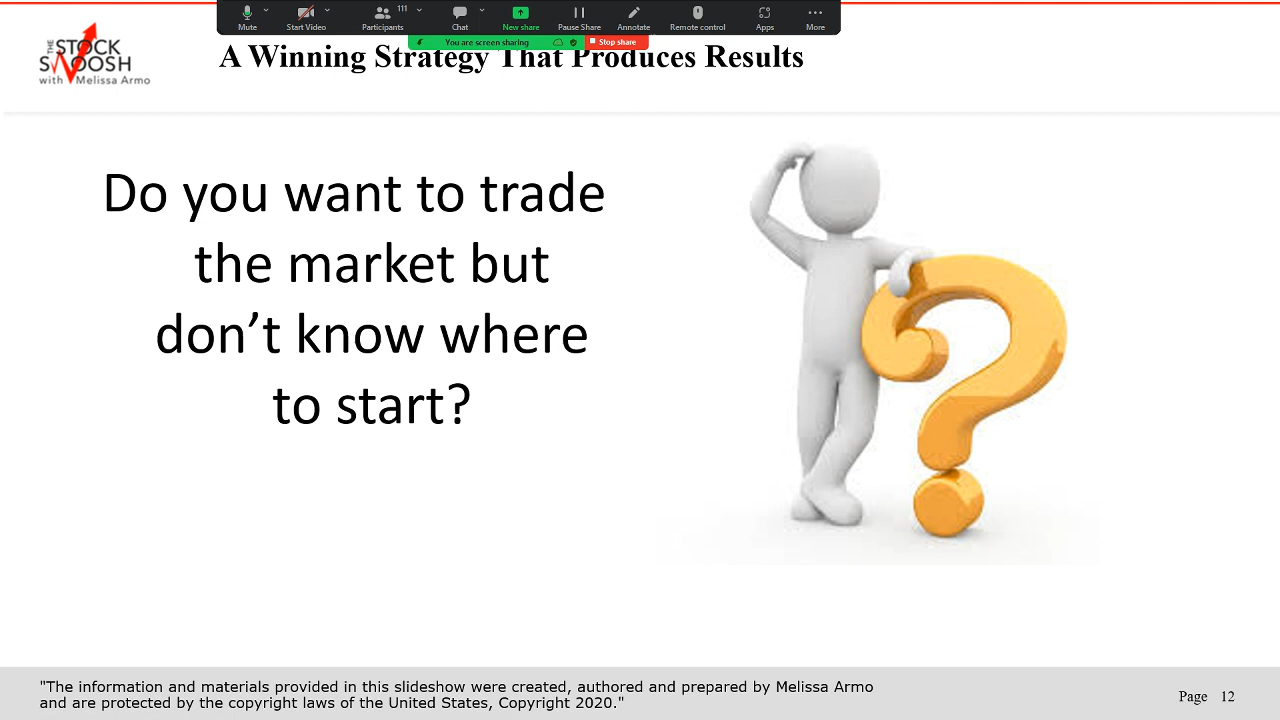 Mute
Start Video
111
Participants
Chat
New share
Pause Share
Annotate
Remote control
Apps
More
You are screen sharing
Stop share
THE
STOCK
SWOOSH
with Melissa Armo
A Winning Strategy That Produces Results
Do you want to trade
the market but
don’t know where
to start?
"The information and materials provided in this slideshow were created, authored and prepared by Melissa Armo
and are protected by the copyright laws of the United States, Copyright 2020."
Page 12